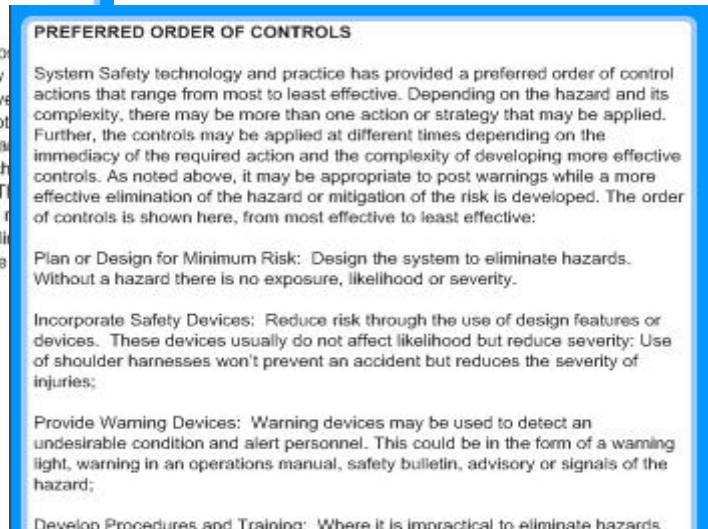 PREFERRED ORDER OF CONTROLS
System Safety technology and practice has provided a preferred order of control
actions that range from most to least effective. Depending on the hazard and its
complexity, there may be more than one action or strategy that may be applied.
Further, the controls may be applied at different times depending on the
immediacy of the required action and the complexity of developing more effective
controls. As noted above, it may be appropriate to post warnings while a more
effective elimination of the hazard or mitigation of the risk is developed. The order
of controls is shown here, from most effective to least effective:
Plan or Design for Minimum Risk: Design the system to eliminate hazards.
Without a hazard there is no exposure, likelihood or severity.
Incorporate Safety Devices: Reduce risk through the use of design features or
devices. These devices usually do not affect likelihood but reduce severity: Use
of shoulder harnesses won't prevent an accident but reduces the severity of
injuries;
Provide Warning Devices: Warning devices may be used to detect an
undesirable condition and alert personnel. This could be in the form of a warning
light, warning in an operations manual, safety bulletin, advisory or signals of the
hazard;
Develop Procedures and Training: Where it is impractical to eliminate hazards